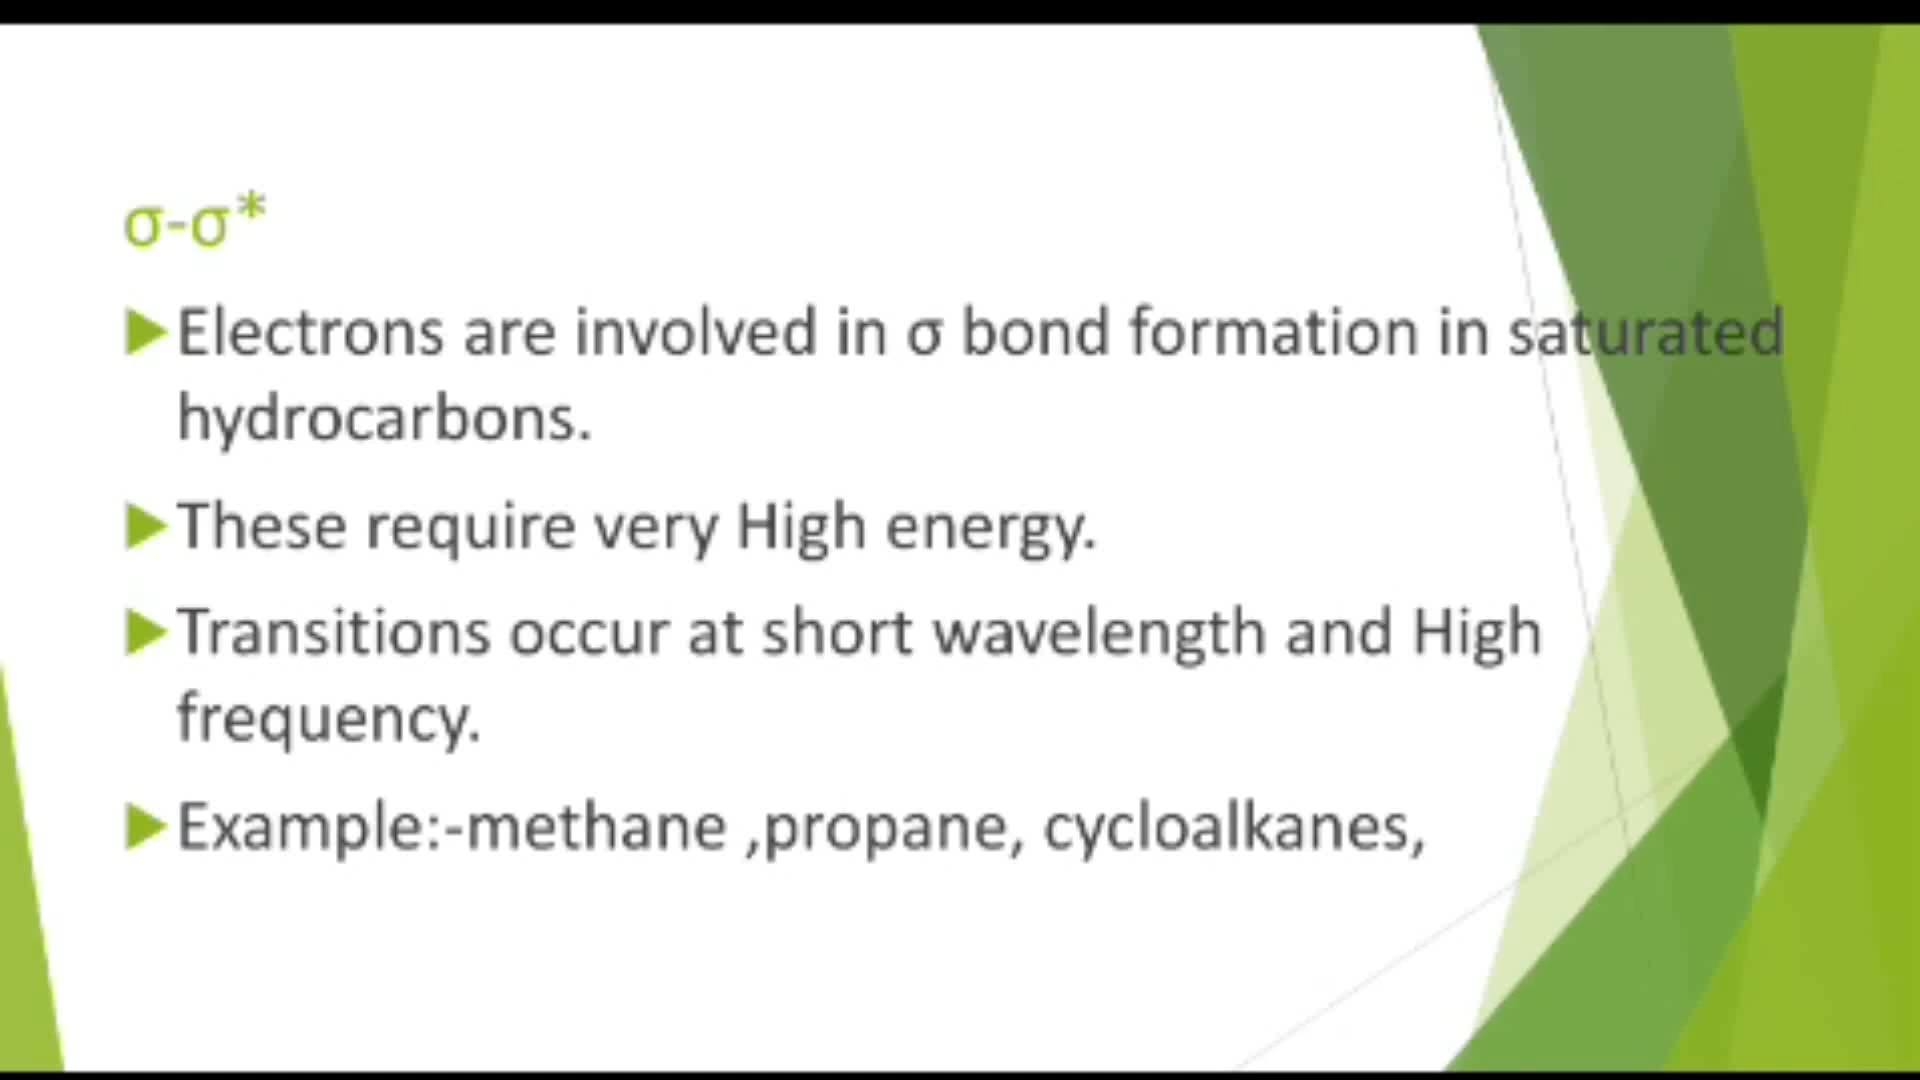 σ-σ*
Electrons are involved in σ bond formation in saturated
hydrocarbons.
These require very High energy.
Transitions occur at short wavelength and High
frequency.
Example:-methane ,propane, cycloalkanes,